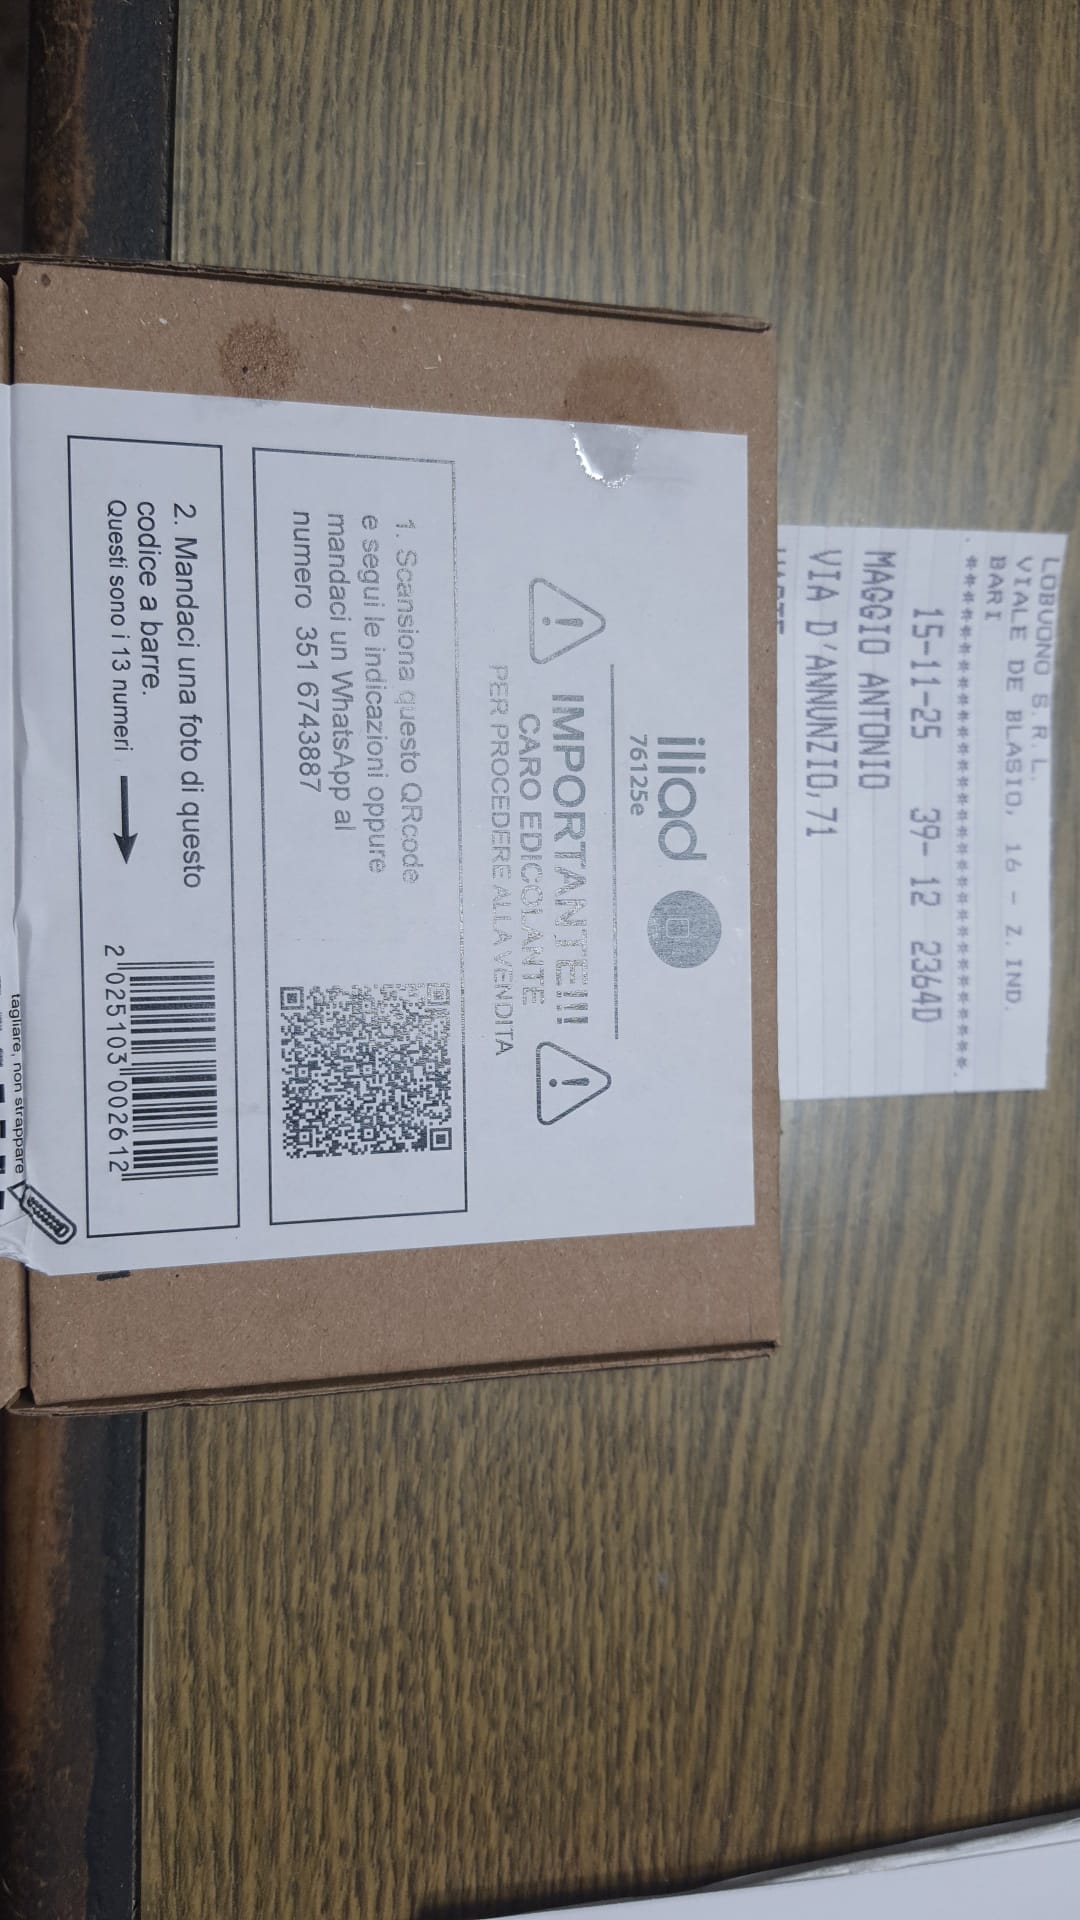 LOBUONO S.R.L.
VIALE DE BLASIO, 16 - Z.IND.
BARI
.*****************************.
15-11-25 39- 12 2364D
MAGGIO ANTONIO
VIA D'ANNUNZIO,71
iliad
76125e
IMPORTANTE!!!
CARO EDICOLANTE
PER PROCEDERE ALLA VENDITA
1. Scansiona questo QRcode
e segui le indicazioni oppure
mandaci un WhatsApp al
numero 351 6743887
2. Mandaci una foto di questo
codice a barre.
Questi sono i 13 numeri
2 025103 002612
tagliare, non strappare